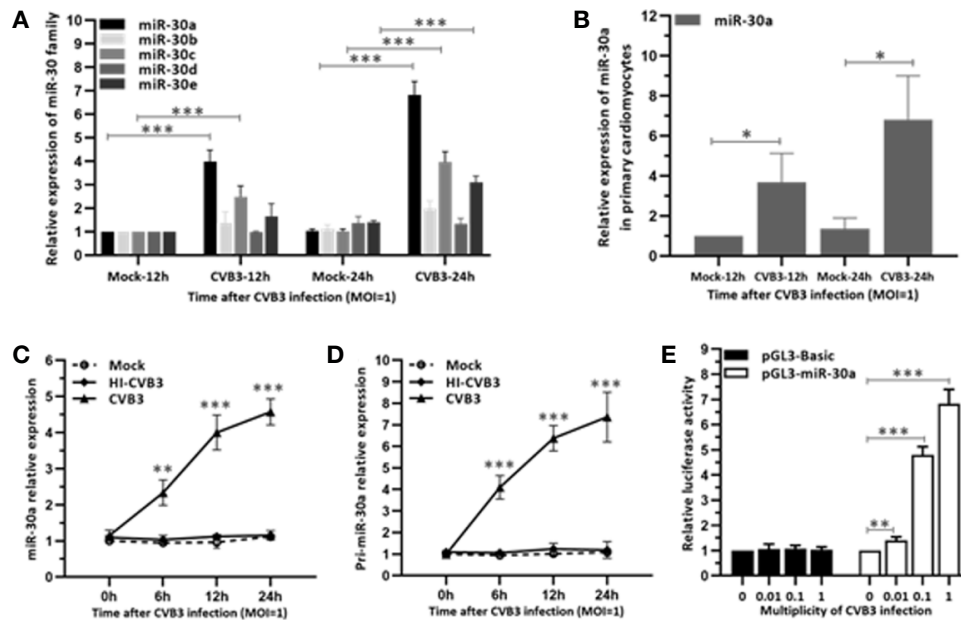 A
Relative expression of miR-30 family
10
9
8
7
6
5
4
3
2
1
0
miR-30a
miR-30b
miR-30c
miR-30d
miR-30e
***
***
***
***
***
Mock-12h
CVB3-12h
Mock-24h
CVB3-24h
Time after CVB3 infection (MOI=1)
B
Relative expression of miR-30a
in primary cardiomyocytes
12
10
8
6
4
2
0
miR-30a
*
*
Mock-12h
CVB3-12h
Mock-24h
CVB3-24h
Time after CVB3 infection (MOI=1)
C
miR-30a relative expression
6
5
4
3
2
1
0
Mock
HI-CVB3
CVB3
**
***
***
0h
6h
12h
24h
Time after CVB3 infection (MOI=1)
D
Pri-miR-30a relative expression
10
9
8
7
6
5
4
3
2
1
0
Mock
HI-CVB3
CVB3
***
***
***
0h
6h
12h
24h
Time after CVB3 infection (MOI=1)
E
Relative luciferase activity
9
8
7
6
5
4
3
2
1
0
pGL3-Basic
pGL3-miR-30a
**
***
***
0
0.01
0.1
1
0
0.01
0.1
1
Multiplicity of CVB3 infection